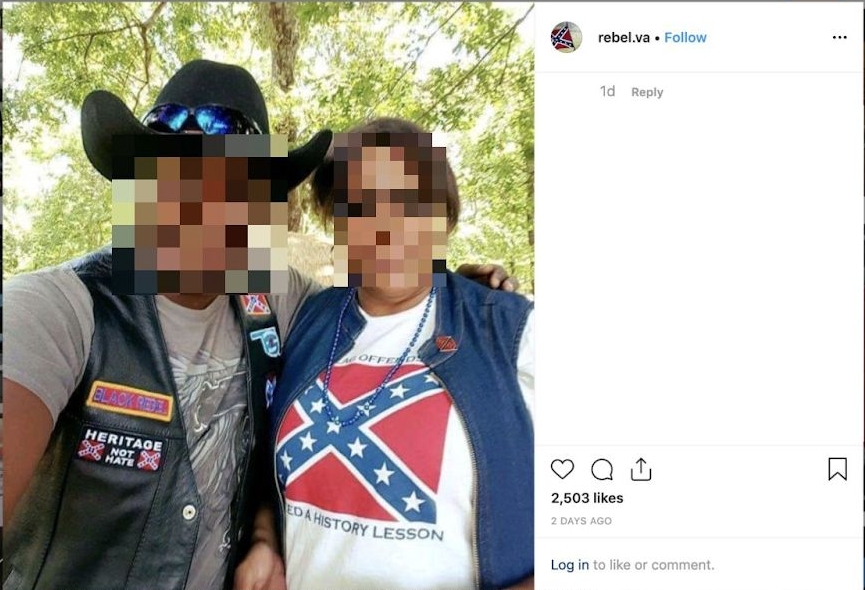 rebel.va • Follow
1d Reply
BLACK REBEL
HERITAGE
NOT
HATE
HISTORY LESSON
2,503 likes
2 DAYS AGO
Log in to like or comment.